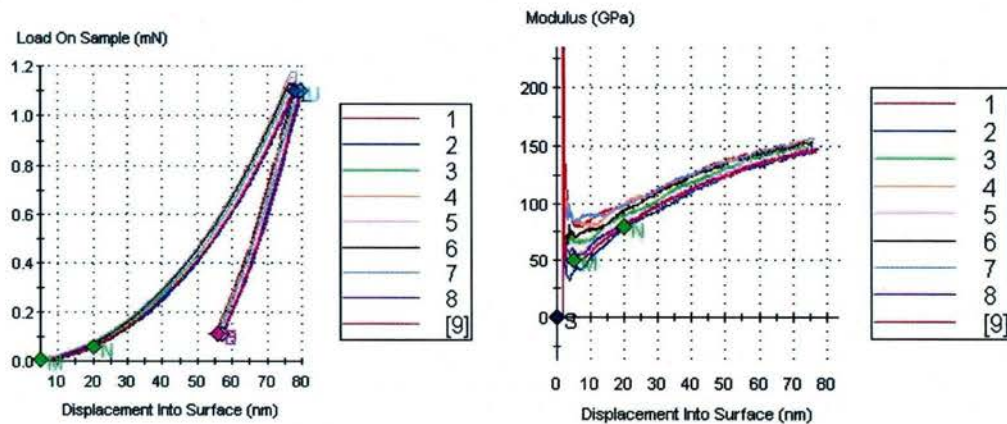 Load On Sample (mN)
1.2
1.0
0.8
0.6
0.4
0.2
0.0
M
N
U
10 20 30 40 50 60 70 80
Displacement Into Surface (nm)
1
2
3
4
5
6
7
8
[9]
Modulus (GPa)
200
150
100
50
0
S
M
N
0 10 20 30 40 50 60 70 80
Displacement Into Surface (nm)
1
2
3
4
5
6
7
8
[9]